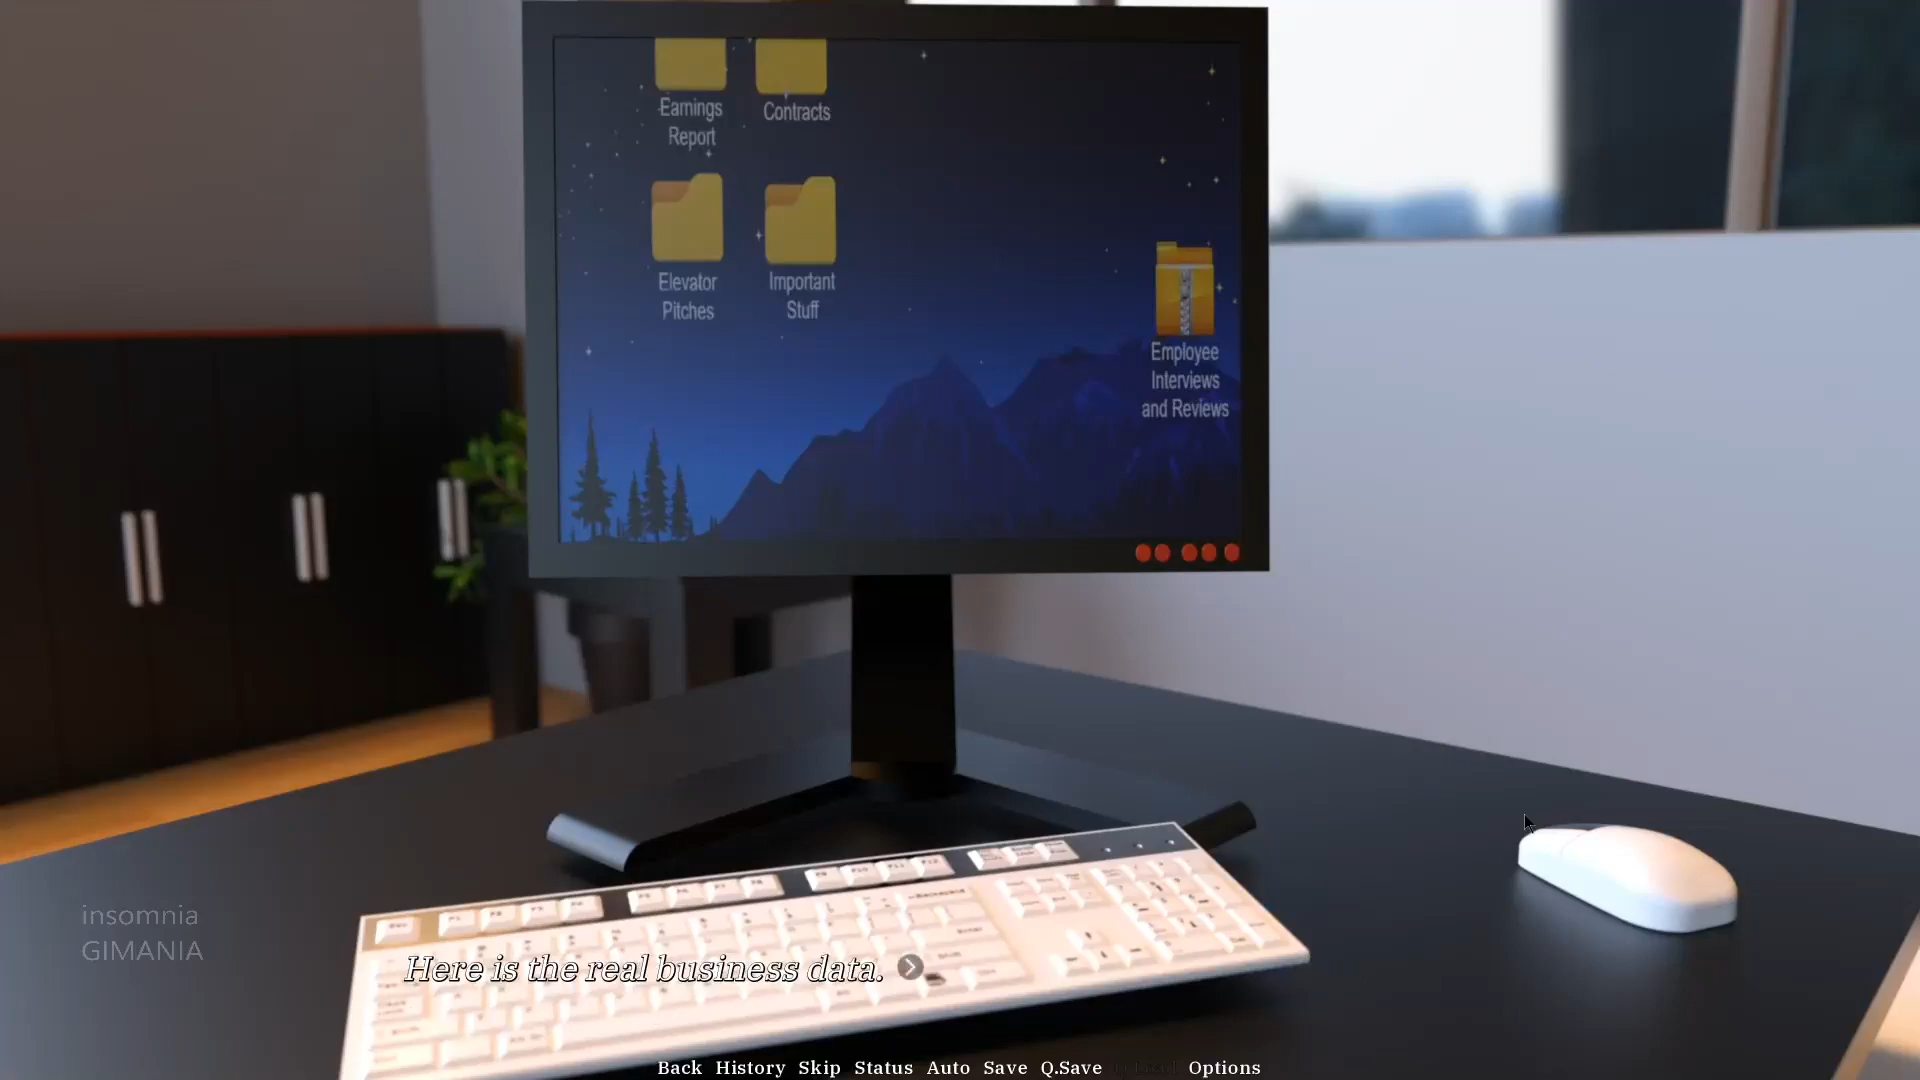 Earnings
Report
Contracts
Elevator
Pitches
Important
Stuff
Employee
Interviews
and Reviews
insomnia
GIMANIA
Here is the real business data.
Back History Skip Status Auto Save Q.Save Options